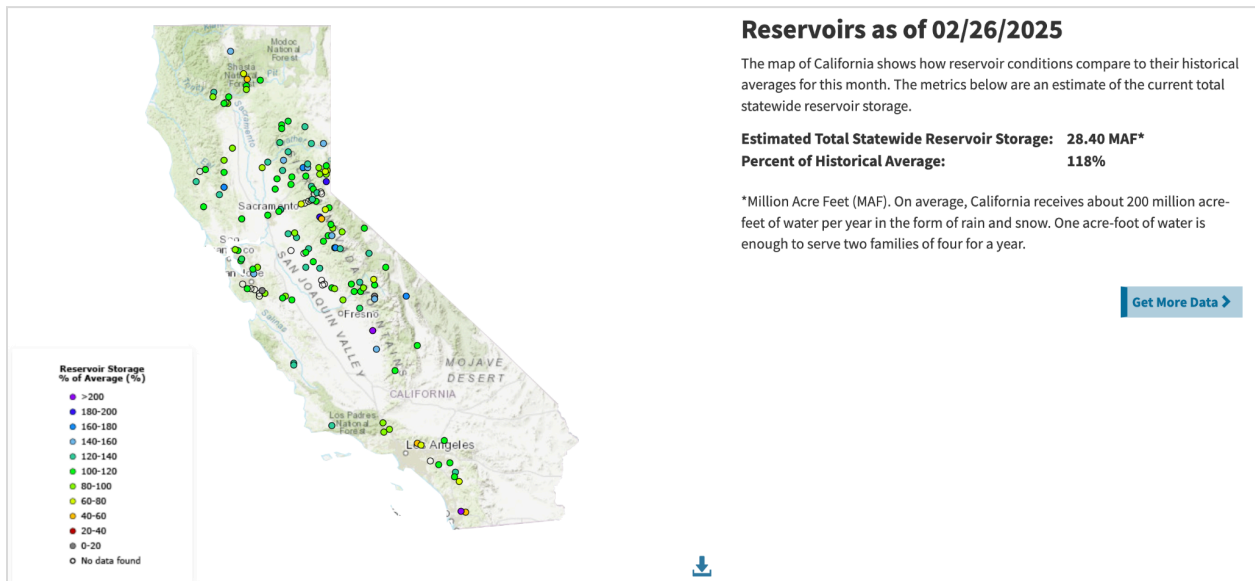 Reservoirs as of 02/26/2025
The map of California shows how reservoir conditions compare to their historical
averages for this month. The metrics below are an estimate of the current total
statewide reservoir storage.
Estimated Total Statewide Reservoir Storage: 28.40 MAF*
Percent of Historical Average: 118%
*Million Acre Feet (MAF). On average, California receives about 200 million acre-
feet of water per year in the form of rain and snow. One acre-foot of water is
enough to serve two families of four for a year.
Get More Data
Modoc
National
Forest
Shasta
Pit
Sacramento
Sacramento
SAN JOAQUIN VALLEY
Salinas
Fresno
MOJAVE
DESERT
CALIFORNIA
Los Padres
National
Forest
Los Angeles
Reservoir Storage
% of Average (%)
>200
180-200
160-180
140-160
120-140
100-120
80-100
60-80
40-60
20-40
0-20
No data found